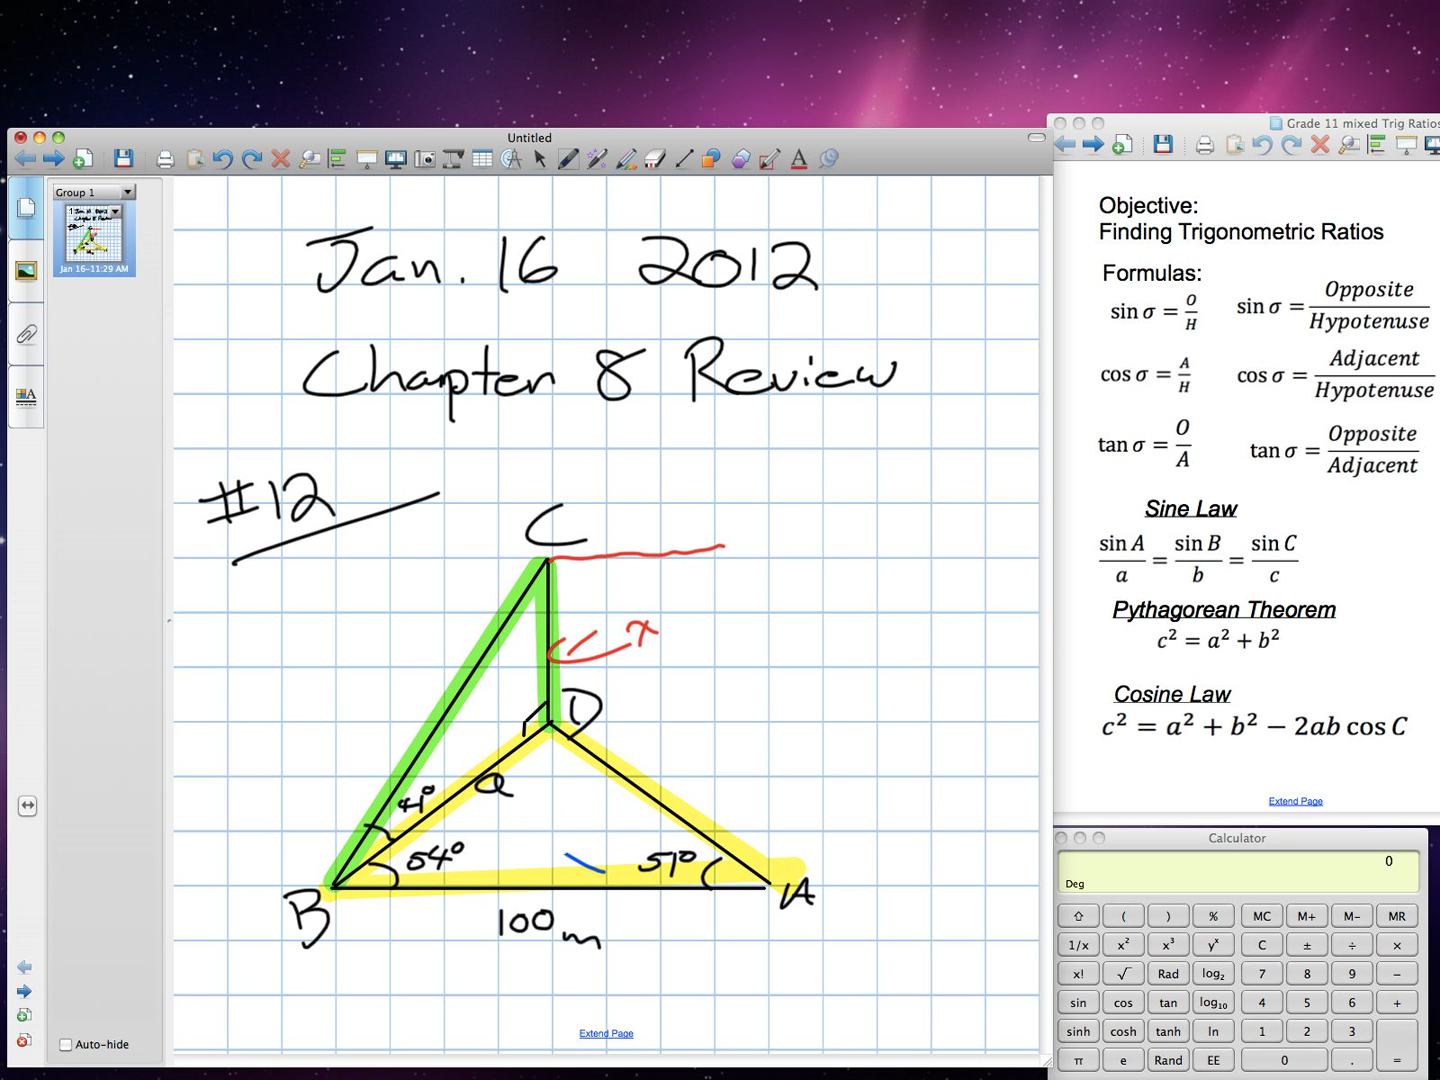 Untitled
Group 1
Jan 16-11:29 AM
Jan. 16 2012
Chapter 8 Review
#12
C
x
D
a
41°
54°
51°
B
A
100m
Extend Page
Auto-hide
Grade 11 mixed Trig Ratios
Objective:
Finding Trigonometric Ratios
Formulas:
sin σ = O/H sin σ = Opposite/Hypotenuse
cos σ = A/H cos σ = Adjacent/Hypotenuse
tan σ = O/A tan σ = Opposite/Adjacent
Sine Law
sin A/a = sin B/b = sin C/c
Pythagorean Theorem
c² = a² + b²
Cosine Law
c² = a² + b² − 2ab cos C
Extend Page
Calculator
0
Deg
⇧ ( ) % MC M+ M− MR
1/x x² x³ yˣ C ± ÷ ×
x! √ Rad log₂ 7 8 9 −
sin cos tan log₁₀ 4 5 6 +
sinh cosh tanh ln 1 2 3
π e Rand EE 0 . =